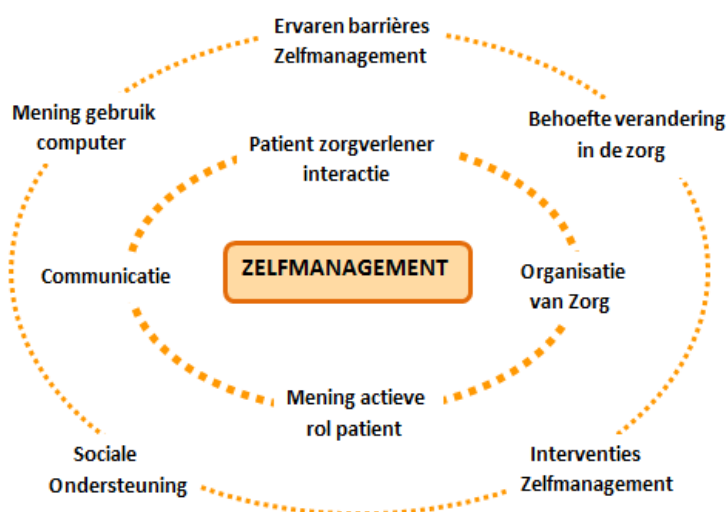 Ervaren barrières
Zelfmanagement
Mening gebruik
computer
Behoefte verandering
in de zorg
Patient zorgverlener
interactie
Communicatie
ZELFMANAGEMENT
Organisatie
van Zorg
Mening actieve
rol patient
Sociale
Ondersteuning
Interventies
Zelfmanagement